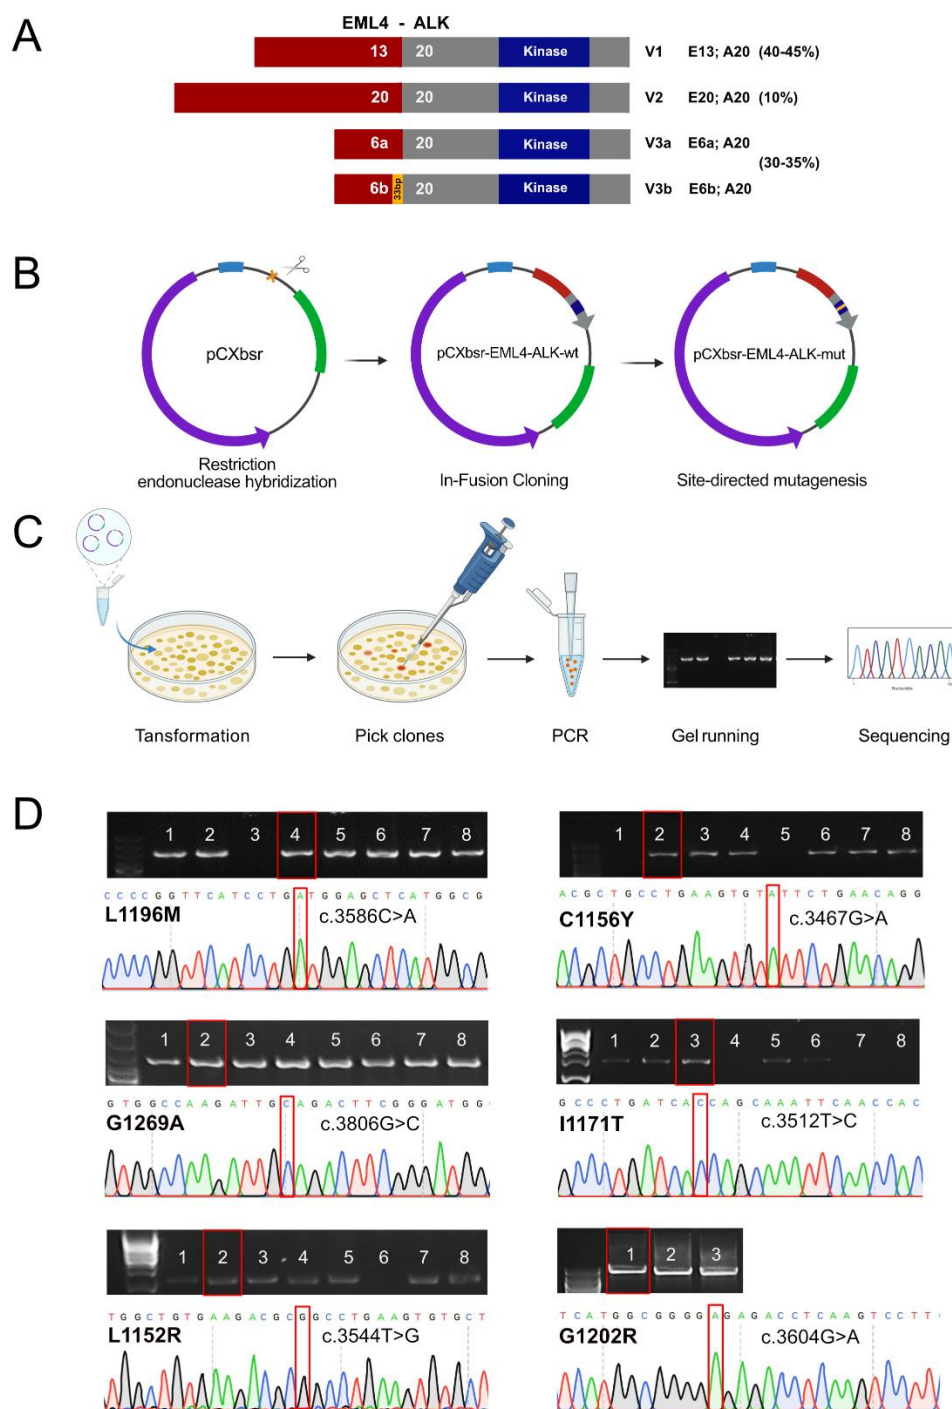 A
EML4 - ALK
13 20 Kinase V1 E13; A20 (40-45%)
20 20 Kinase V2 E20; A20 (10%)
6a 20 Kinase V3a E6a; A20
(30-35%)
6b 33bp 20 Kinase V3b E6b; A20
B
pCXbsr
pCXbsr-EML4-ALK-wt
pCXbsr-EML4-ALK-mut
Restriction
endonuclease hybridization
In-Fusion Cloning
Site-directed mutagenesis
C
Tansformation
Pick clones
PCR
Gel running
Sequencing
D
1 2 3 4 5 6 7 8
C C C C G G T T C A T C C T G A T G G A G C T C A T G G C G
L1196M c.3586C>A
1 2 3 4 5 6 7 8
A C G C T G C C T G A A G T G T A T T C T G A A C A G G
C1156Y c.3467G>A
1 2 3 4 5 6 7 8
G T G G C C A A G A T T G C A G A C T T C G G G A T G G
G1269A c.3806G>C
1 2 3 4 5 6 7 8
G C C C T G A T C A C C A G C A A A T T C A A C C A C
I1171T c.3512T>C
1 2 3 4 5 6 7 8
T G G C T G T G A A G A C G C G G C C T G A A G T G T G C T
L1152R c.3544T>G
1 2 3
T C A T G G C G G G G A G A G A C C T C A A G T C C T T
G1202R c.3604G>A